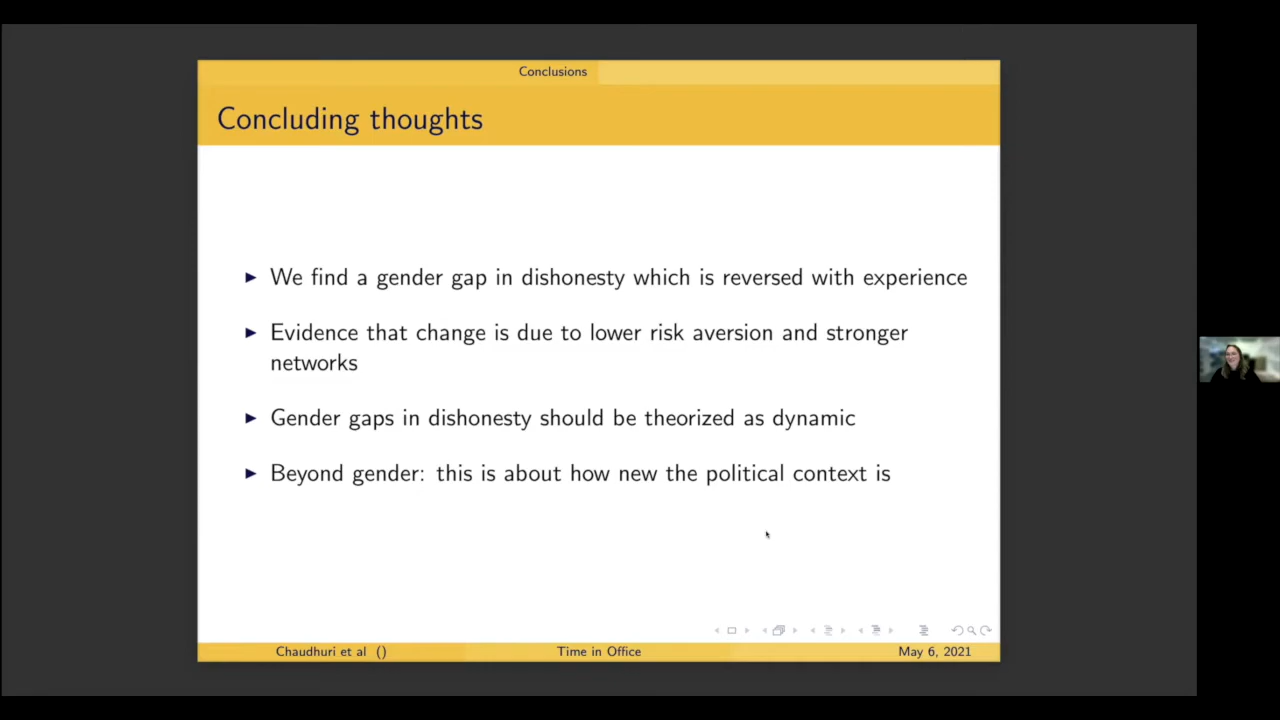 Conclusions
Concluding thoughts
We find a gender gap in dishonesty which is reversed with experience
Evidence that change is due to lower risk aversion and stronger
networks
Gender gaps in dishonesty should be theorized as dynamic
Beyond gender: this is about how new the political context is
Chaudhuri et al ()
Time in Office
May 6, 2021